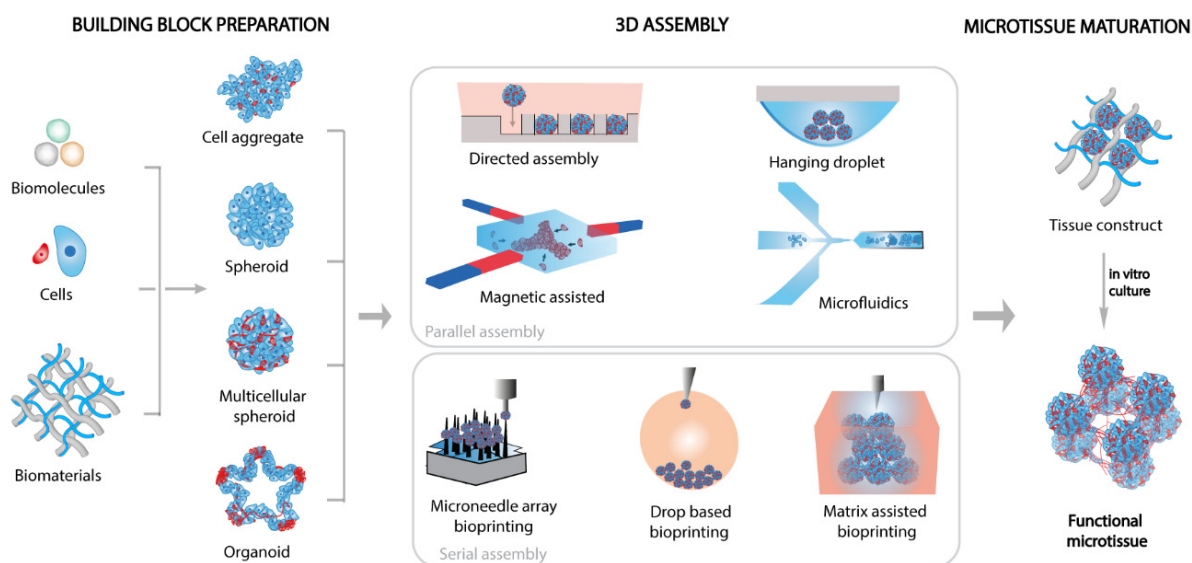 BUILDING BLOCK PREPARATION
Biomolecules
Cells
Biomaterials
Cell aggregate
Spheroid
Multicellular
spheroid
Organoid
3D ASSEMBLY
Directed assembly
Hanging droplet
Magnetic assisted
Microfluidics
Parallel assembly
Microneedle array
bioprinting
Drop based
bioprinting
Matrix assisted
bioprinting
Serial assembly
MICROTISSUE MATURATION
Tissue construct
in vitro
culture
Functional
microtissue